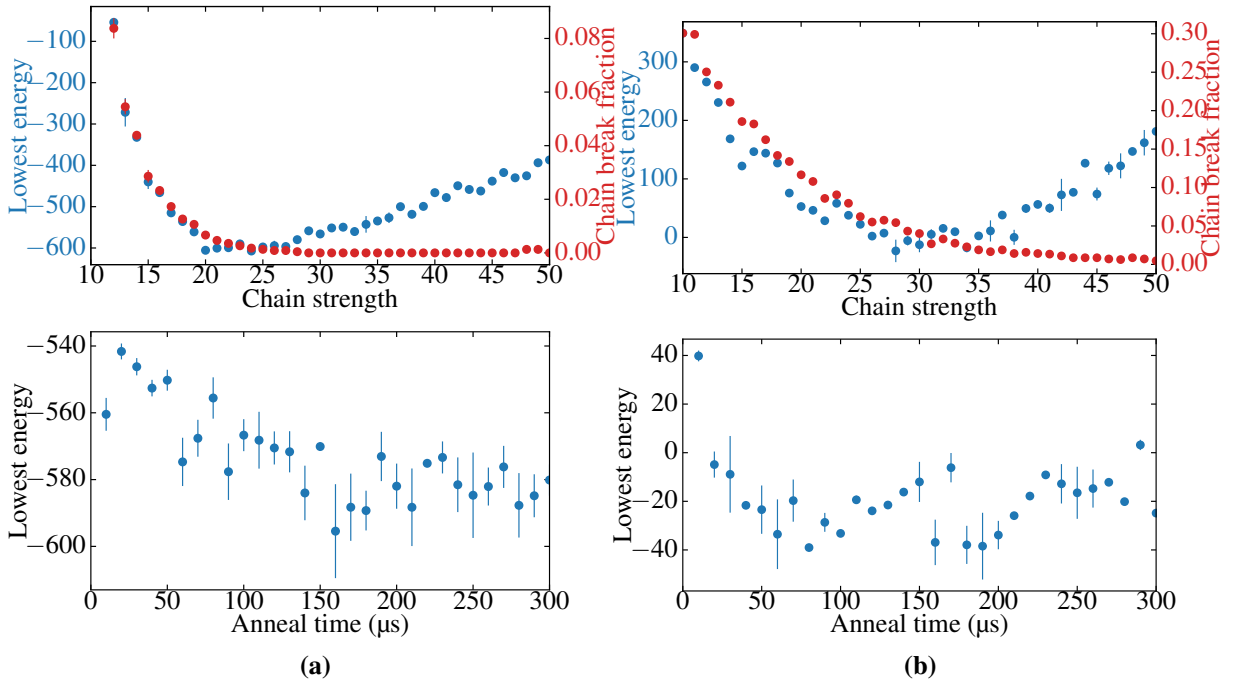 −100
−200
−300
−400
−500
−600
Lowest energy
0.08
0.06
0.04
0.02
0.00
Chain break fraction
10 15 20 25 30 35 40 45 50
Chain strength
300
200
100
0
Lowest energy
0.30
0.25
0.20
0.15
0.10
0.05
0.00
Chain break fraction
10 15 20 25 30 35 40 45 50
Chain strength
−540
−560
−580
−600
Lowest energy
0 50 100 150 200 250 300
Anneal time (µs)
40
20
0
−20
−40
Lowest energy
0 50 100 150 200 250 300
Anneal time (µs)
(a)
(b)